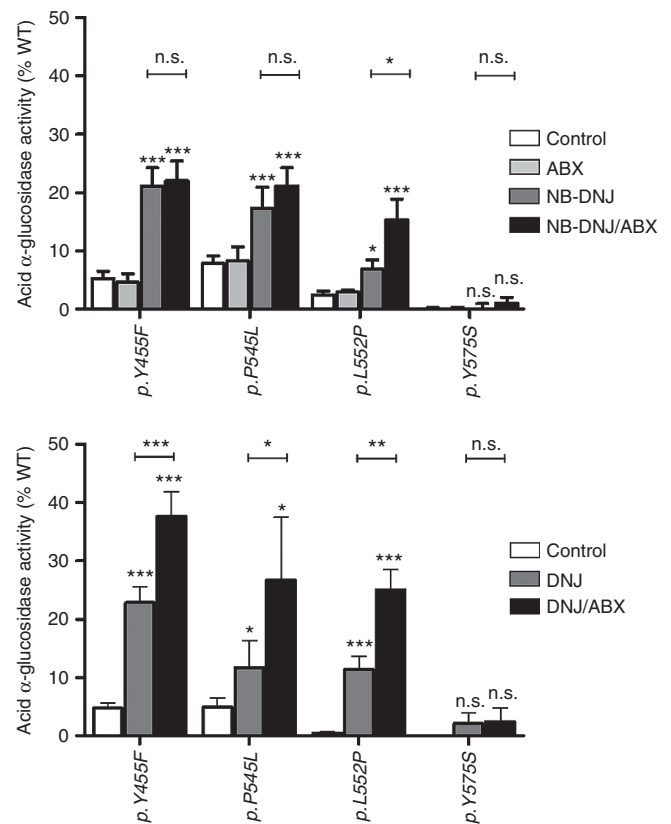 Acid α-glucosidase activity (% WT)
50
40
30
20
10
0
n.s.
n.s.
*
n.s.
*** ***
*** ***
* ***
n.s. n.s.
p.Y455F
p.P545L
p.L552P
p.Y575S
Control
ABX
NB-DNJ
NB-DNJ/ABX
Acid α-glucosidase activity (% WT)
50
40
30
20
10
0
***
*
**
n.s.
*** ***
* *
*** ***
n.s. n.s.
p.Y455F
p.P545L
p.L552P
p.Y575S
Control
DNJ
DNJ/ABX